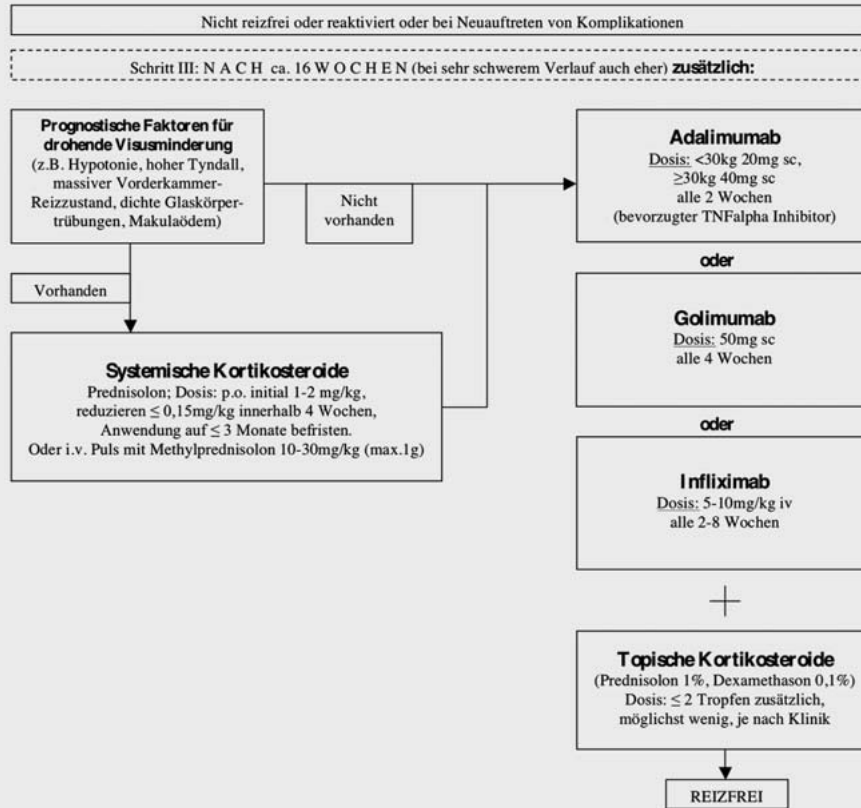 Nicht reizfrei oder reaktiviert oder bei Neuauftreten von Komplikationen
Schritt III: N A C H ca. 16 W O C H E N (bei sehr schwerem Verlauf auch eher) zusätzlich:
Prognostische Faktoren für
drohende Visusminderung
(z.B. Hypotonie, hoher Tyndall,
massiver Vorderkammer-
Reizzustand, dichte Glaskörper-
trübungen, Makulaödem)
Nicht
vorhanden
Vorhanden
Systemische Kortikosteroide
Prednisolon; Dosis: p.o. initial 1-2 mg/kg,
reduzieren ≤ 0,15mg/kg innerhalb 4 Wochen,
Anwendung auf ≤ 3 Monate befristen.
Oder i.v. Puls mit Methylprednisolon 10-30mg/kg (max.1g)
Adalimumab
Dosis: <30kg 20mg sc,
≥30kg 40mg sc
alle 2 Wochen
(bevorzugter TNFalpha Inhibitor)
oder
Golimumab
Dosis: 50mg sc
alle 4 Wochen
oder
Infliximab
Dosis: 5-10mg/kg iv
alle 2-8 Wochen
+
Topische Kortikosteroide
(Prednisolon 1%, Dexamethason 0,1%)
Dosis: ≤ 2 Tropfen zusätzlich,
möglichst wenig, je nach Klinik
REIZFREI